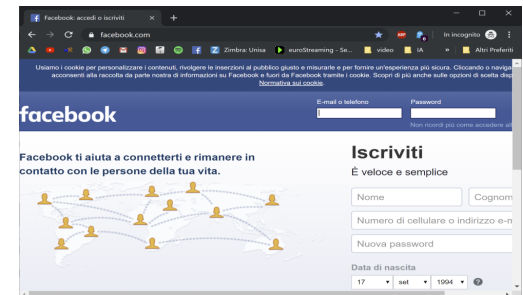 Facebook: accedi o iscriviti
facebook.com
In incognito
Zimbra: Unisa
euroStreaming - Se...
video
IA
»
Altri Preferiti
Usiamo i cookie per personalizzare i contenuti, rivolgere le inserzioni al pubblico giusto e misurarle e per fornire un'esperienza più sicura. Cliccando o naviga
acconsenti alla raccolta da parte nostra di informazioni su Facebook e fuori da Facebook tramite i cookie. Scopri di più anche sulle opzioni di scelta disp
Normativa sui cookie.
E-mail o telefono
Password
facebook
Non ricordi più come accedere all
Iscriviti
Facebook ti aiuta a connetterti e rimanere in
contatto con le persone della tua vita.
È veloce e semplice
Nome
Cognom
Numero di cellulare o indirizzo e-m
Nuova password
Data di nascita
17 set 1994